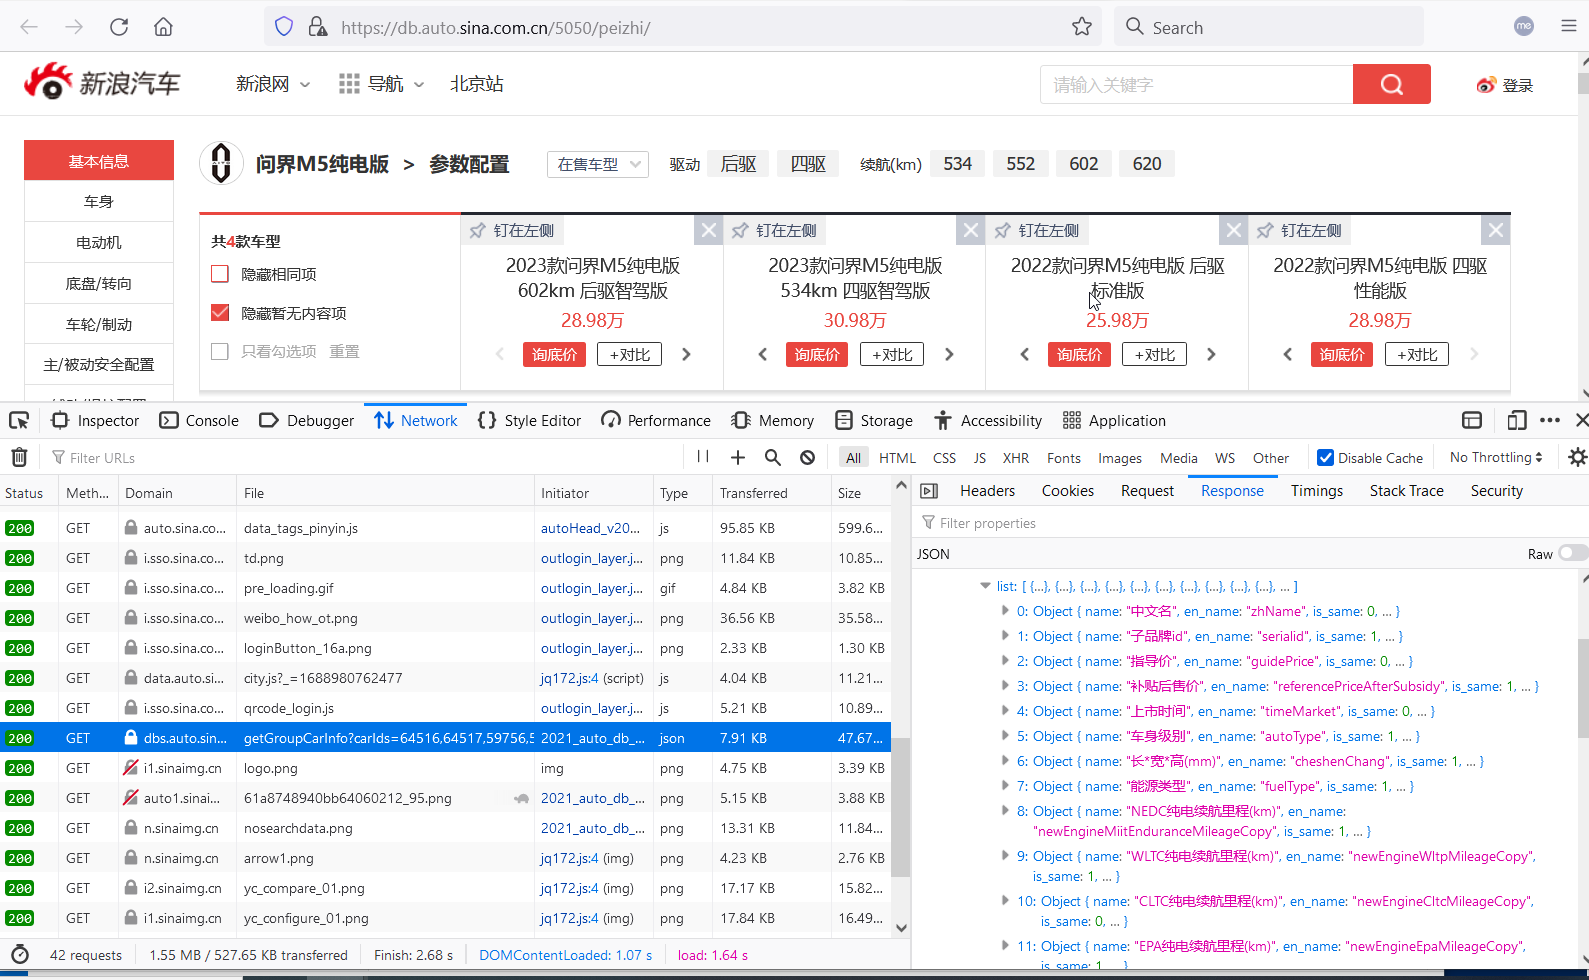 https://db.auto.sina.com.cn/5050/peizhi/
Search
me
新浪汽车
新浪网
导航
北京站
请输入关键字
登录
基本信息
车身
电动机
底盘/转向
车轮/制动
主/被动安全配置
问界M5纯电版 > 参数配置
在售车型
驱动 后驱 四驱
续航(km) 534 552 602 620
共4款车型
隐藏相同项
隐藏暂无内容项
只看勾选项 重置
钉在左侧
2023款问界M5纯电版
602km 后驱智驾版
28.98万
询底价 +对比
钉在左侧
2023款问界M5纯电版
534km 四驱智驾版
30.98万
询底价 +对比
钉在左侧
2022款问界M5纯电版 后驱
标准版
25.98万
询底价 +对比
钉在左侧
2022款问界M5纯电版 四驱
性能版
28.98万
询底价 +对比
Inspector Console Debugger Network Style Editor Performance Memory Storage Accessibility Application
Filter URLs
All HTML CSS JS XHR Fonts Images Media WS Other Disable Cache No Throttling
Status Meth... Domain File Initiator Type Transferred Size
200 GET auto.sina.co... data_tags_pinyin.js autoHead_v20... js 95.85 KB 599.6...
200 GET i.sso.sina.co... td.png outlogin_layer.j... png 11.84 KB 10.85...
200 GET i.sso.sina.co... pre_loading.gif outlogin_layer.j... gif 4.84 KB 3.82 KB
200 GET i.sso.sina.co... weibo_how_ot.png outlogin_layer.j... png 36.56 KB 35.58...
200 GET i.sso.sina.co... loginButton_16a.png outlogin_layer.j... png 2.33 KB 1.30 KB
200 GET data.auto.si... city.js?_=1688980762477 jq172.js:4 (script) js 4.04 KB 11.21...
200 GET i.sso.sina.co... qrcode_login.js outlogin_layer.j... js 5.21 KB 10.89...
200 GET dbs.auto.sin... getGroupCarInfo?carIds=64516,64517,59756,5 2021_auto_db_... json 7.91 KB 47.67...
200 GET i1.sinaimg.cn logo.png img png 4.75 KB 3.39 KB
200 GET auto1.sinai... 61a8748940bb64060212_95.png 2021_auto_db_... png 5.15 KB 3.88 KB
200 GET n.sinaimg.cn nosearchdata.png 2021_auto_db_... png 13.31 KB 11.84...
200 GET n.sinaimg.cn arrow1.png jq172.js:4 (img) png 4.23 KB 2.76 KB
200 GET i2.sinaimg.cn yc_compare_01.png jq172.js:4 (img) png 17.17 KB 15.82...
200 GET i1.sinaimg.cn yc_configure_01.png jq172.js:4 (img) png 17.84 KB 16.49...
42 requests 1.55 MB / 527.65 KB transferred Finish: 2.68 s DOMContentLoaded: 1.07 s load: 1.64 s
Headers Cookies Request Response Timings Stack Trace Security
Filter properties
JSON Raw
list: [ {…}, {…}, {…}, {…}, {…}, {…}, {…}, {…}, {…}, {…}, … ]
0: Object { name: "中文名", en_name: "zhName", is_same: 0, … }
1: Object { name: "子品牌id", en_name: "serialid", is_same: 1, … }
2: Object { name: "指导价", en_name: "guidePrice", is_same: 0, … }
3: Object { name: "补贴后售价", en_name: "referencePriceAfterSubsidy", is_same: 1, … }
4: Object { name: "上市时间", en_name: "timeMarket", is_same: 0, … }
5: Object { name: "车身级别", en_name: "autoType", is_same: 1, … }
6: Object { name: "长*宽*高(mm)", en_name: "cheshenChang", is_same: 1, … }
7: Object { name: "能源类型", en_name: "fuelType", is_same: 1, … }
8: Object { name: "NEDC纯电续航里程(km)", en_name:
"newEngineMiitEnduranceMileageCopy", is_same: 1, … }
9: Object { name: "WLTC纯电续航里程(km)", en_name: "newEngineWltpMileageCopy",
is_same: 1, … }
10: Object { name: "CLTC纯电续航里程(km)", en_name: "newEngineCltcMileageCopy",
is_same: 0, … }
11: Object { name: "EPA纯电续航里程(km)", en_name: "newEngineEpaMileageCopy",
is_same: 1, … }